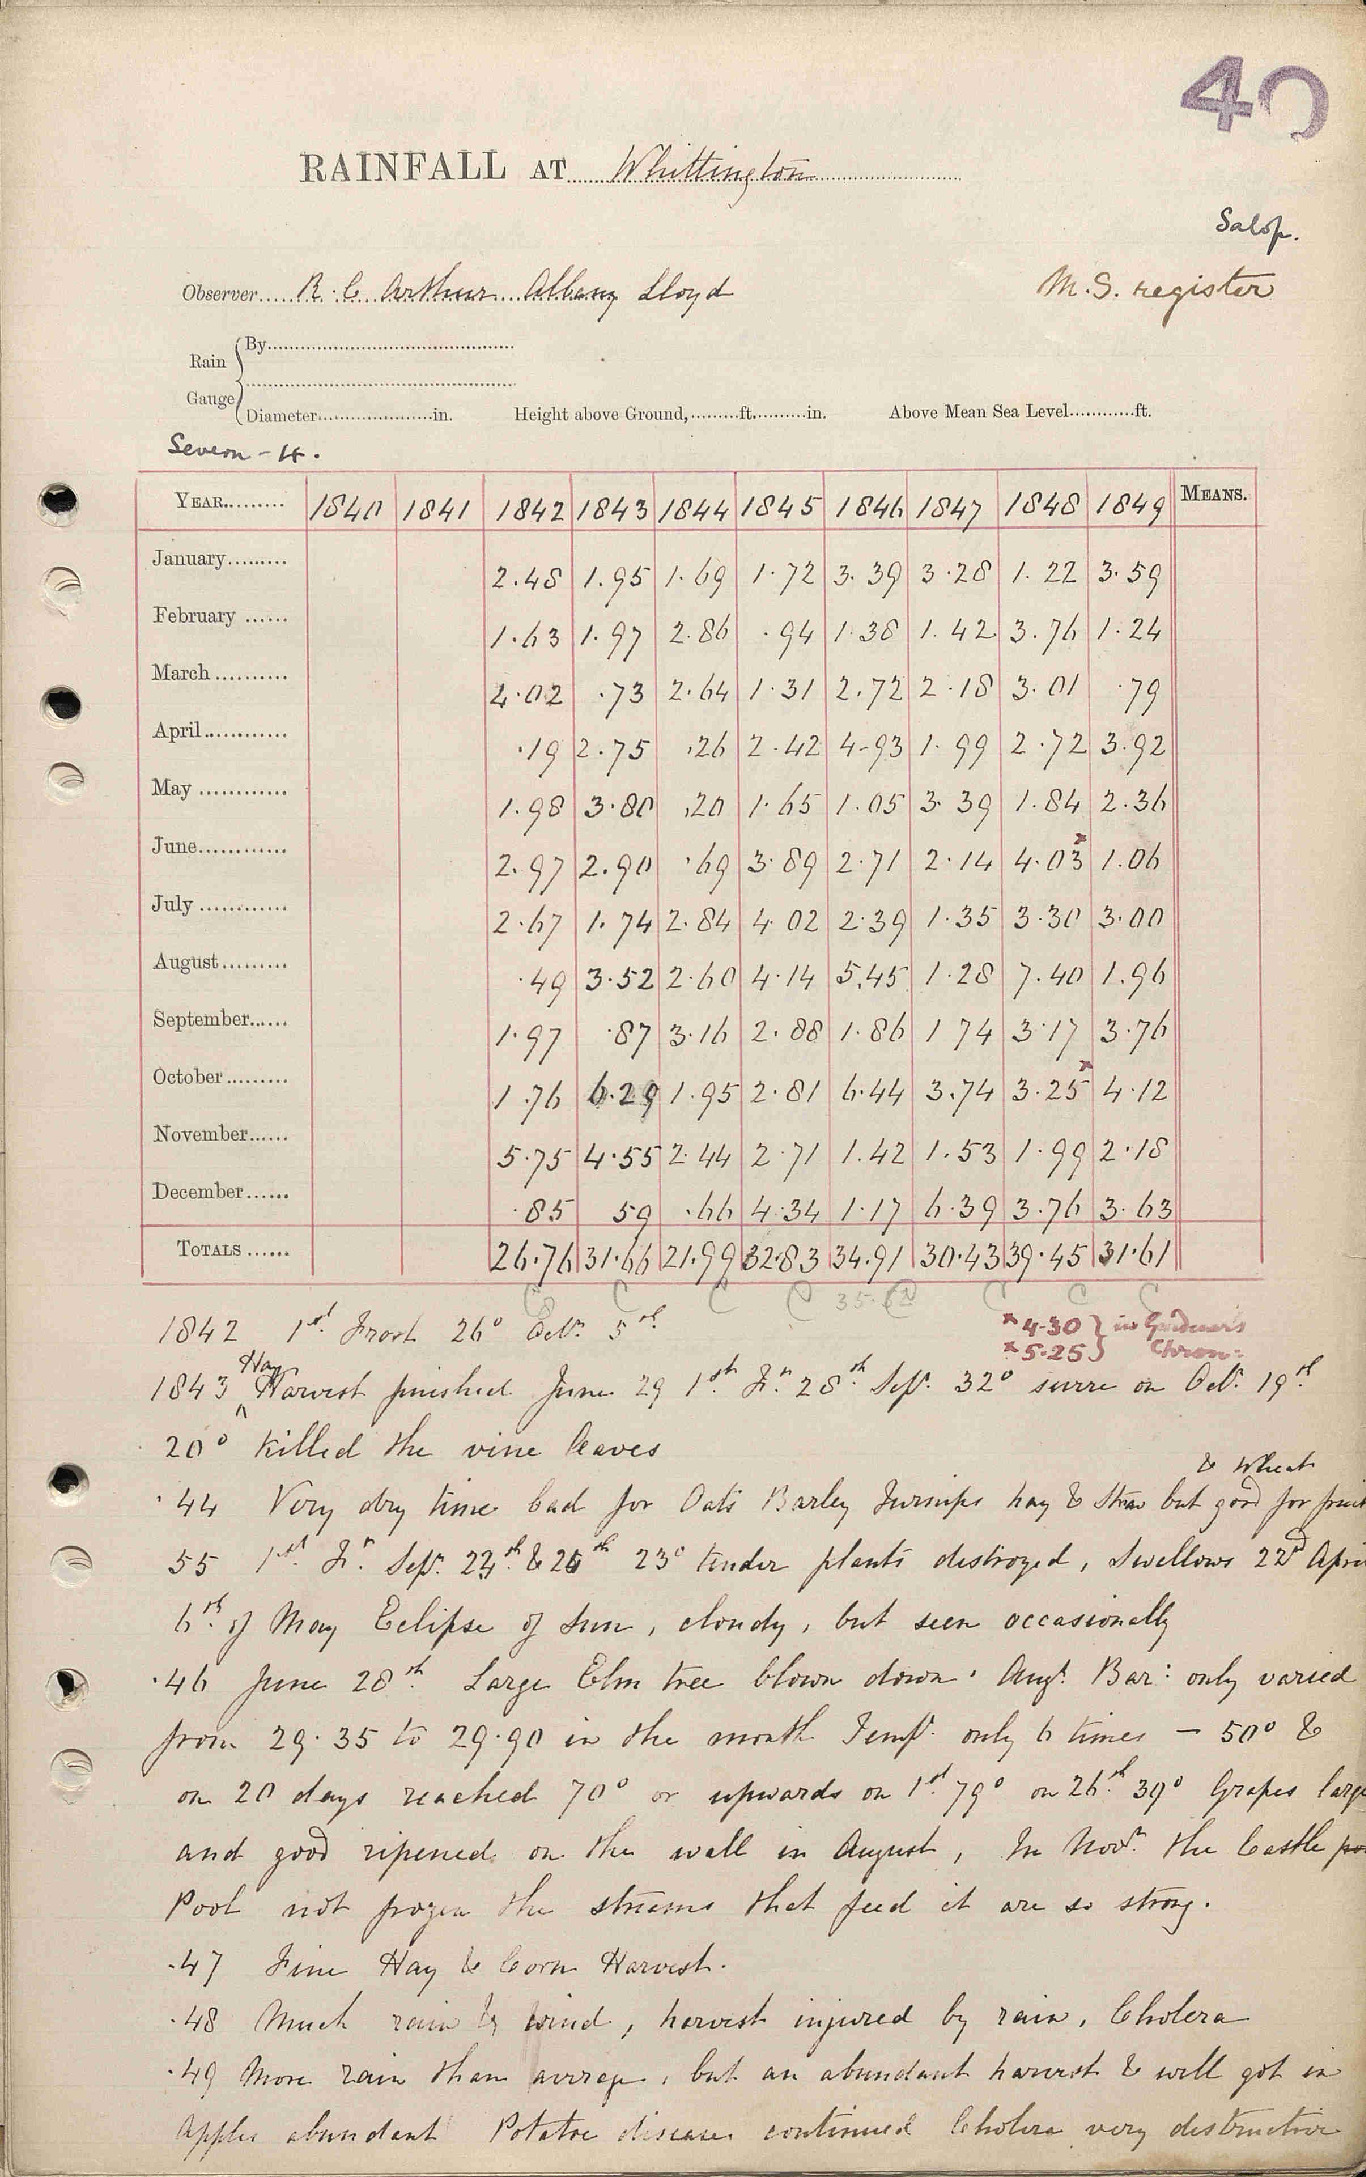 40
RAINFALL AT Whittington
Salop.
Observer R. C Arthur Albany Lloyd
M.S. register
Rain Gauge
By
Diameter in. Height above Ground, ft. in. Above Mean Sea Level ft.
Severn - 4.
YEAR 1840 1841 1842 1843 1844 1845 1846 1847 1848 1849 MEANS.
January 2.48 1.95 1.69 1.72 3.39 3.28 1.22 3.59
February 1.63 1.97 2.86 .94 1.38 1.42 3.76 1.24
March 4.02 .73 2.64 1.31 2.72 2.18 3.01 .79
April .19 2.75 .26 2.42 4.93 1.99 2.72 3.92
May 1.98 3.80 .20 1.65 1.05 3.39 1.84 2.36
June 2.97 2.90 .69 3.89 2.71 2.14 4.03x 1.06
July 2.67 1.74 2.84 4.02 2.39 1.35 3.30 3.00
August .49 3.52 2.60 4.14 5.45 1.28 7.40 1.96
September 1.97 .87 3.16 2.88 1.86 1 74 3.17 3.76
October 1.76 6.29 1.95 2.81 6.44 3.74 3.25x 4.12
November 5.75 4.55 2.44 2.71 1.42 1.53 1.99 2.18
December .85 59 .66 4.34 1.17 6.39 3.76 3.63
TOTALS 26.76 31.66 21.99 32.83 34.91 30.43 39.45 31.61
C C C C C C C
x 4.30 } in Gardener's
x 5.25 } Chron:
1842 1st Frost 26° Oct. 5th
1843 Hay Harvest finished June 29 1st Fr. 28th Sept. 32° severe on Oct. 19th
20° killed the vine leaves
.44 Very dry time bad for Oats Barley Turnips hay & Straw but good for fruit & Wheat
55 1st Fr. Sept. 23th & 26th 23° tender plants destroyed, Swellows 22nd Apri
6th of May Eclipse of Sun, cloudy, but seen occasionally
.46 June 28th Large Elm tree blown down. Augt. Bar: only varied
from 29.35 to 29.90 in the month Temp. only 6 times - 50° &
on 20 days reached 70° or upwards on 1st 79° on 26th 39° Grapes large
and good ripened on the wall in August, In Novr. the Castle
Pool not frozen the streams that feed it are so strong.
.47 Fine Hay & Corn Harvest.
.48 Much rain & wind, harvest injured by rain, Cholera
.49 More rain than average, but an abundant harvest & well got in
Apples abundant Potatoe disease continued Cholera very destructive